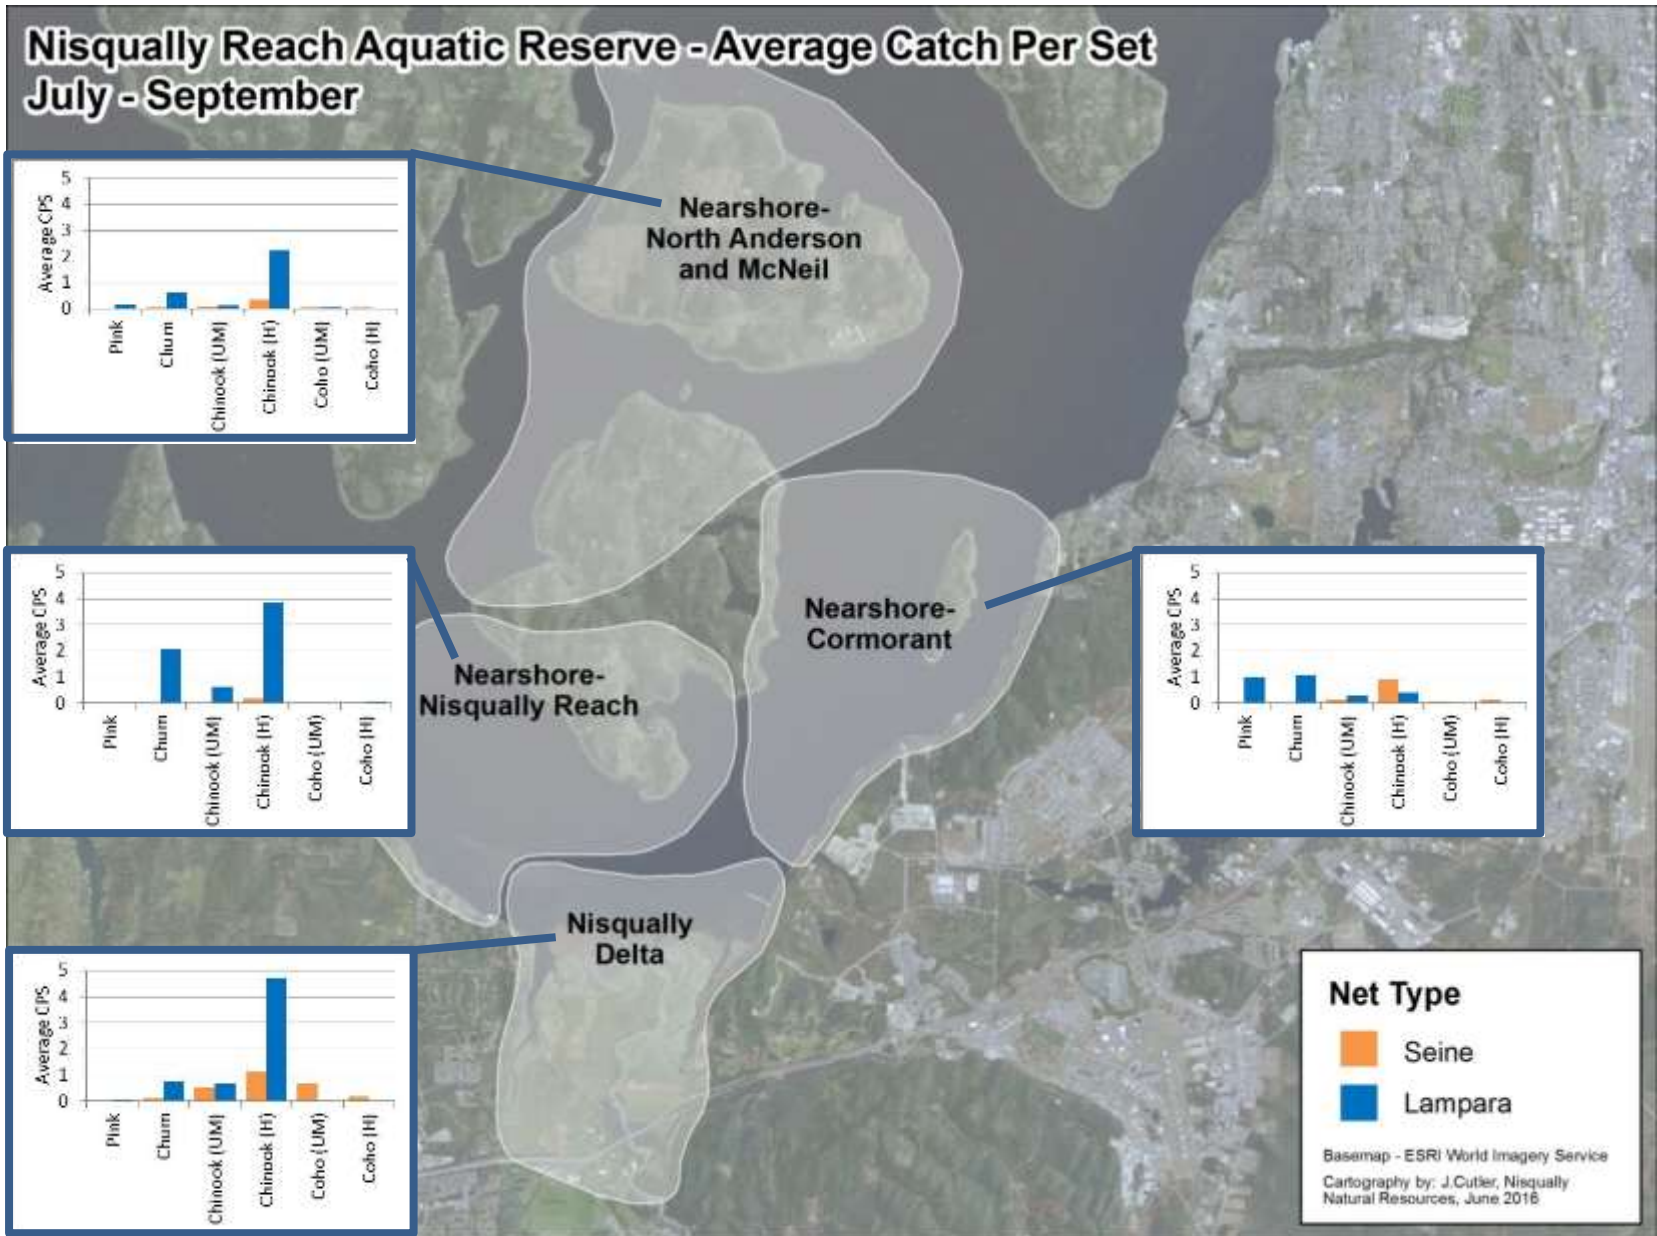 Nisqually Reach Aquatic Reserve - Average Catch Per Set
July - September
5
4
3
2
1
0
Average CPS
Pink
Chum
Chinook (UM)
Chinook (H)
Coho (UM)
Coho (H)
Nearshore-
North Anderson
and McNeil
5
4
3
2
1
0
Average CPS
Pink
Chum
Chinook (UM)
Chinook (H)
Coho (UM)
Coho (H)
Nearshore-
Nisqually Reach
Nearshore-
Cormorant
5
4
3
2
1
0
Average CPS
Pink
Chum
Chinook (UM)
Chinook (H)
Coho (UM)
Coho (H)
5
4
3
2
1
0
Average CPS
Pink
Chum
Chinook (UM)
Chinook (H)
Coho (UM)
Coho (H)
Nisqually
Delta
Net Type
Seine
Lampara
Basemap - ESRI World Imagery Service
Cartography by: J.Cutler, Nisqually
Natural Resources, June 2016